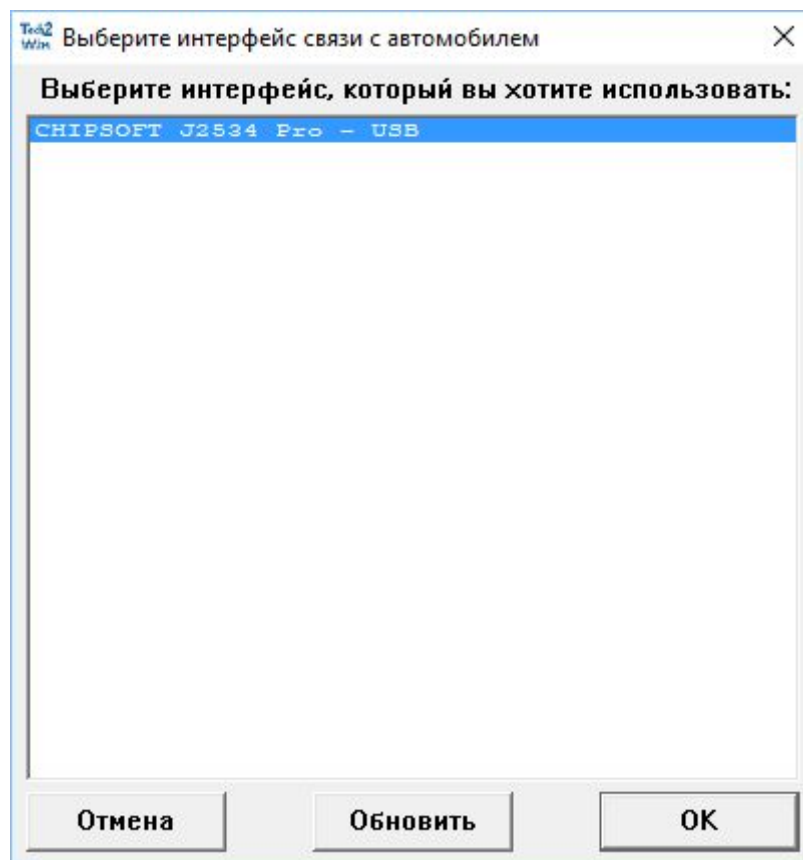 Tech2
Win
Выберите интерфейс связи с автомобилем
Выберите интерфейс, который вы хотите использовать:
CHIPSOFT J2534 Pro - USB
Отмена
Обновить
OK